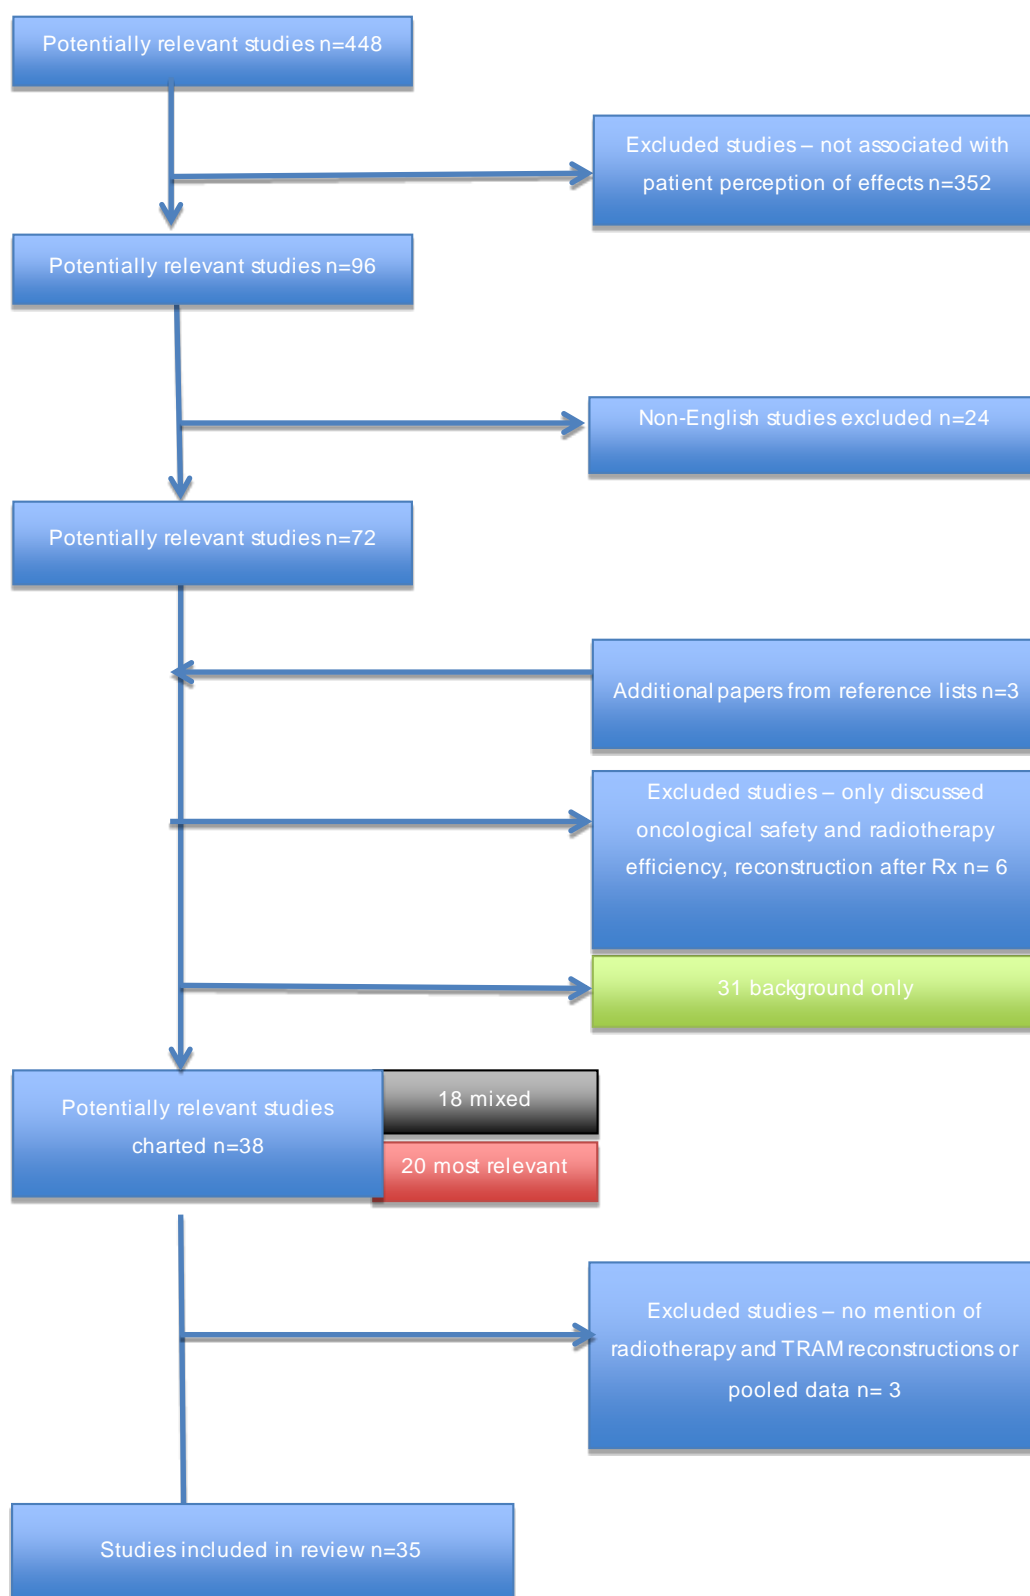 Potentially relevant studies n=448
Excluded studies – not associated with
patient perception of effects n=352
Potentially relevant studies n=96
Non-English studies excluded n=24
Potentially relevant studies n=72
Additional papers from reference lists n=3
Excluded studies – only discussed
oncological safety and radiotherapy
efficiency, reconstruction after Rx n= 6
31 background only
Potentially relevant studies
charted n=38
18 mixed
20 most relevant
Excluded studies – no mention of
radiotherapy and TRAM reconstructions or
pooled data n= 3
Studies included in review n=35